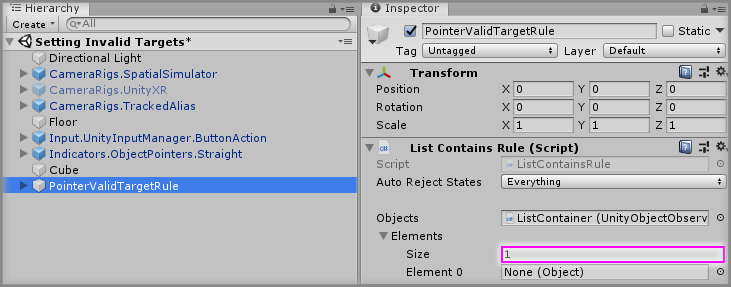 Hierarchy
Create
All
Setting Invalid Targets*
Directional Light
CameraRigs.SpatialSimulator
CameraRigs.UnityXR
CameraRigs.TrackedAlias
Floor
Input.UnityInputManager.ButtonAction
Indicators.ObjectPointers.Straight
Cube
PointerValidTargetRule
Inspector
PointerValidTargetRule Static
Tag Untagged Layer Default
Transform
Position X 0 Y 0 Z 0
Rotation X 0 Y 0 Z 0
Scale X 1 Y 1 Z 1
List Contains Rule (Script)
Script ListContainsRule
Auto Reject States Everything
Objects ListContainer (UnityObjectObserv
Elements
Size 1
Element 0 None (Object)